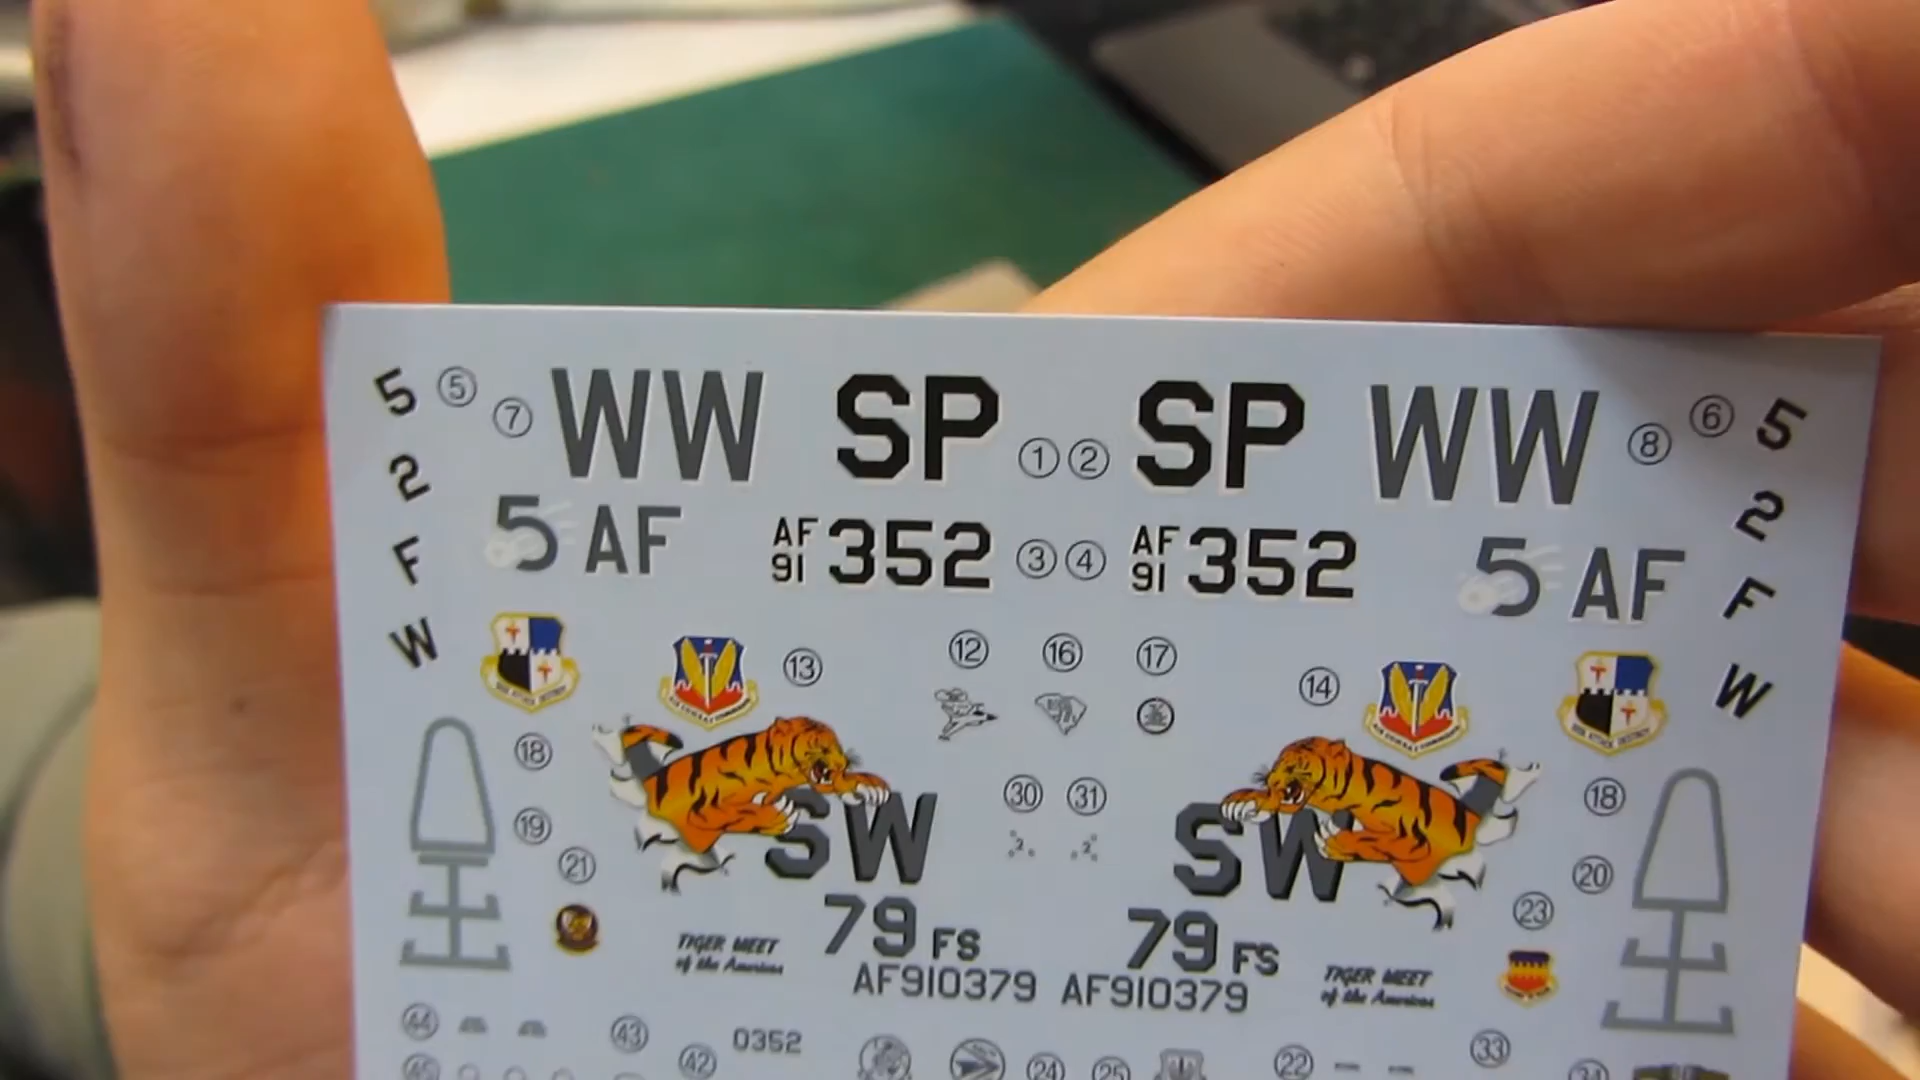 5 ⑤ ⑦ WW SP ① ② SP WW ⑧ ⑥ 5
2 2
5 AF AF 91 352 ③ ④ AF 91 352 5 AF
F F
W W
⑬ ⑫ ⑯ ⑰ ⑭
⑱ ⑱
㉚ ㉛
⑲ SW SW ⑳
2 2
㉑ ㉓
79 FS 79 FS
TIGER MEET TIGER MEET
of the Americas of the Americas
AF910379 AF910379
㊹ ㊸ ㊷ 0352 ㉔ ㉕ ㉒ ㉝